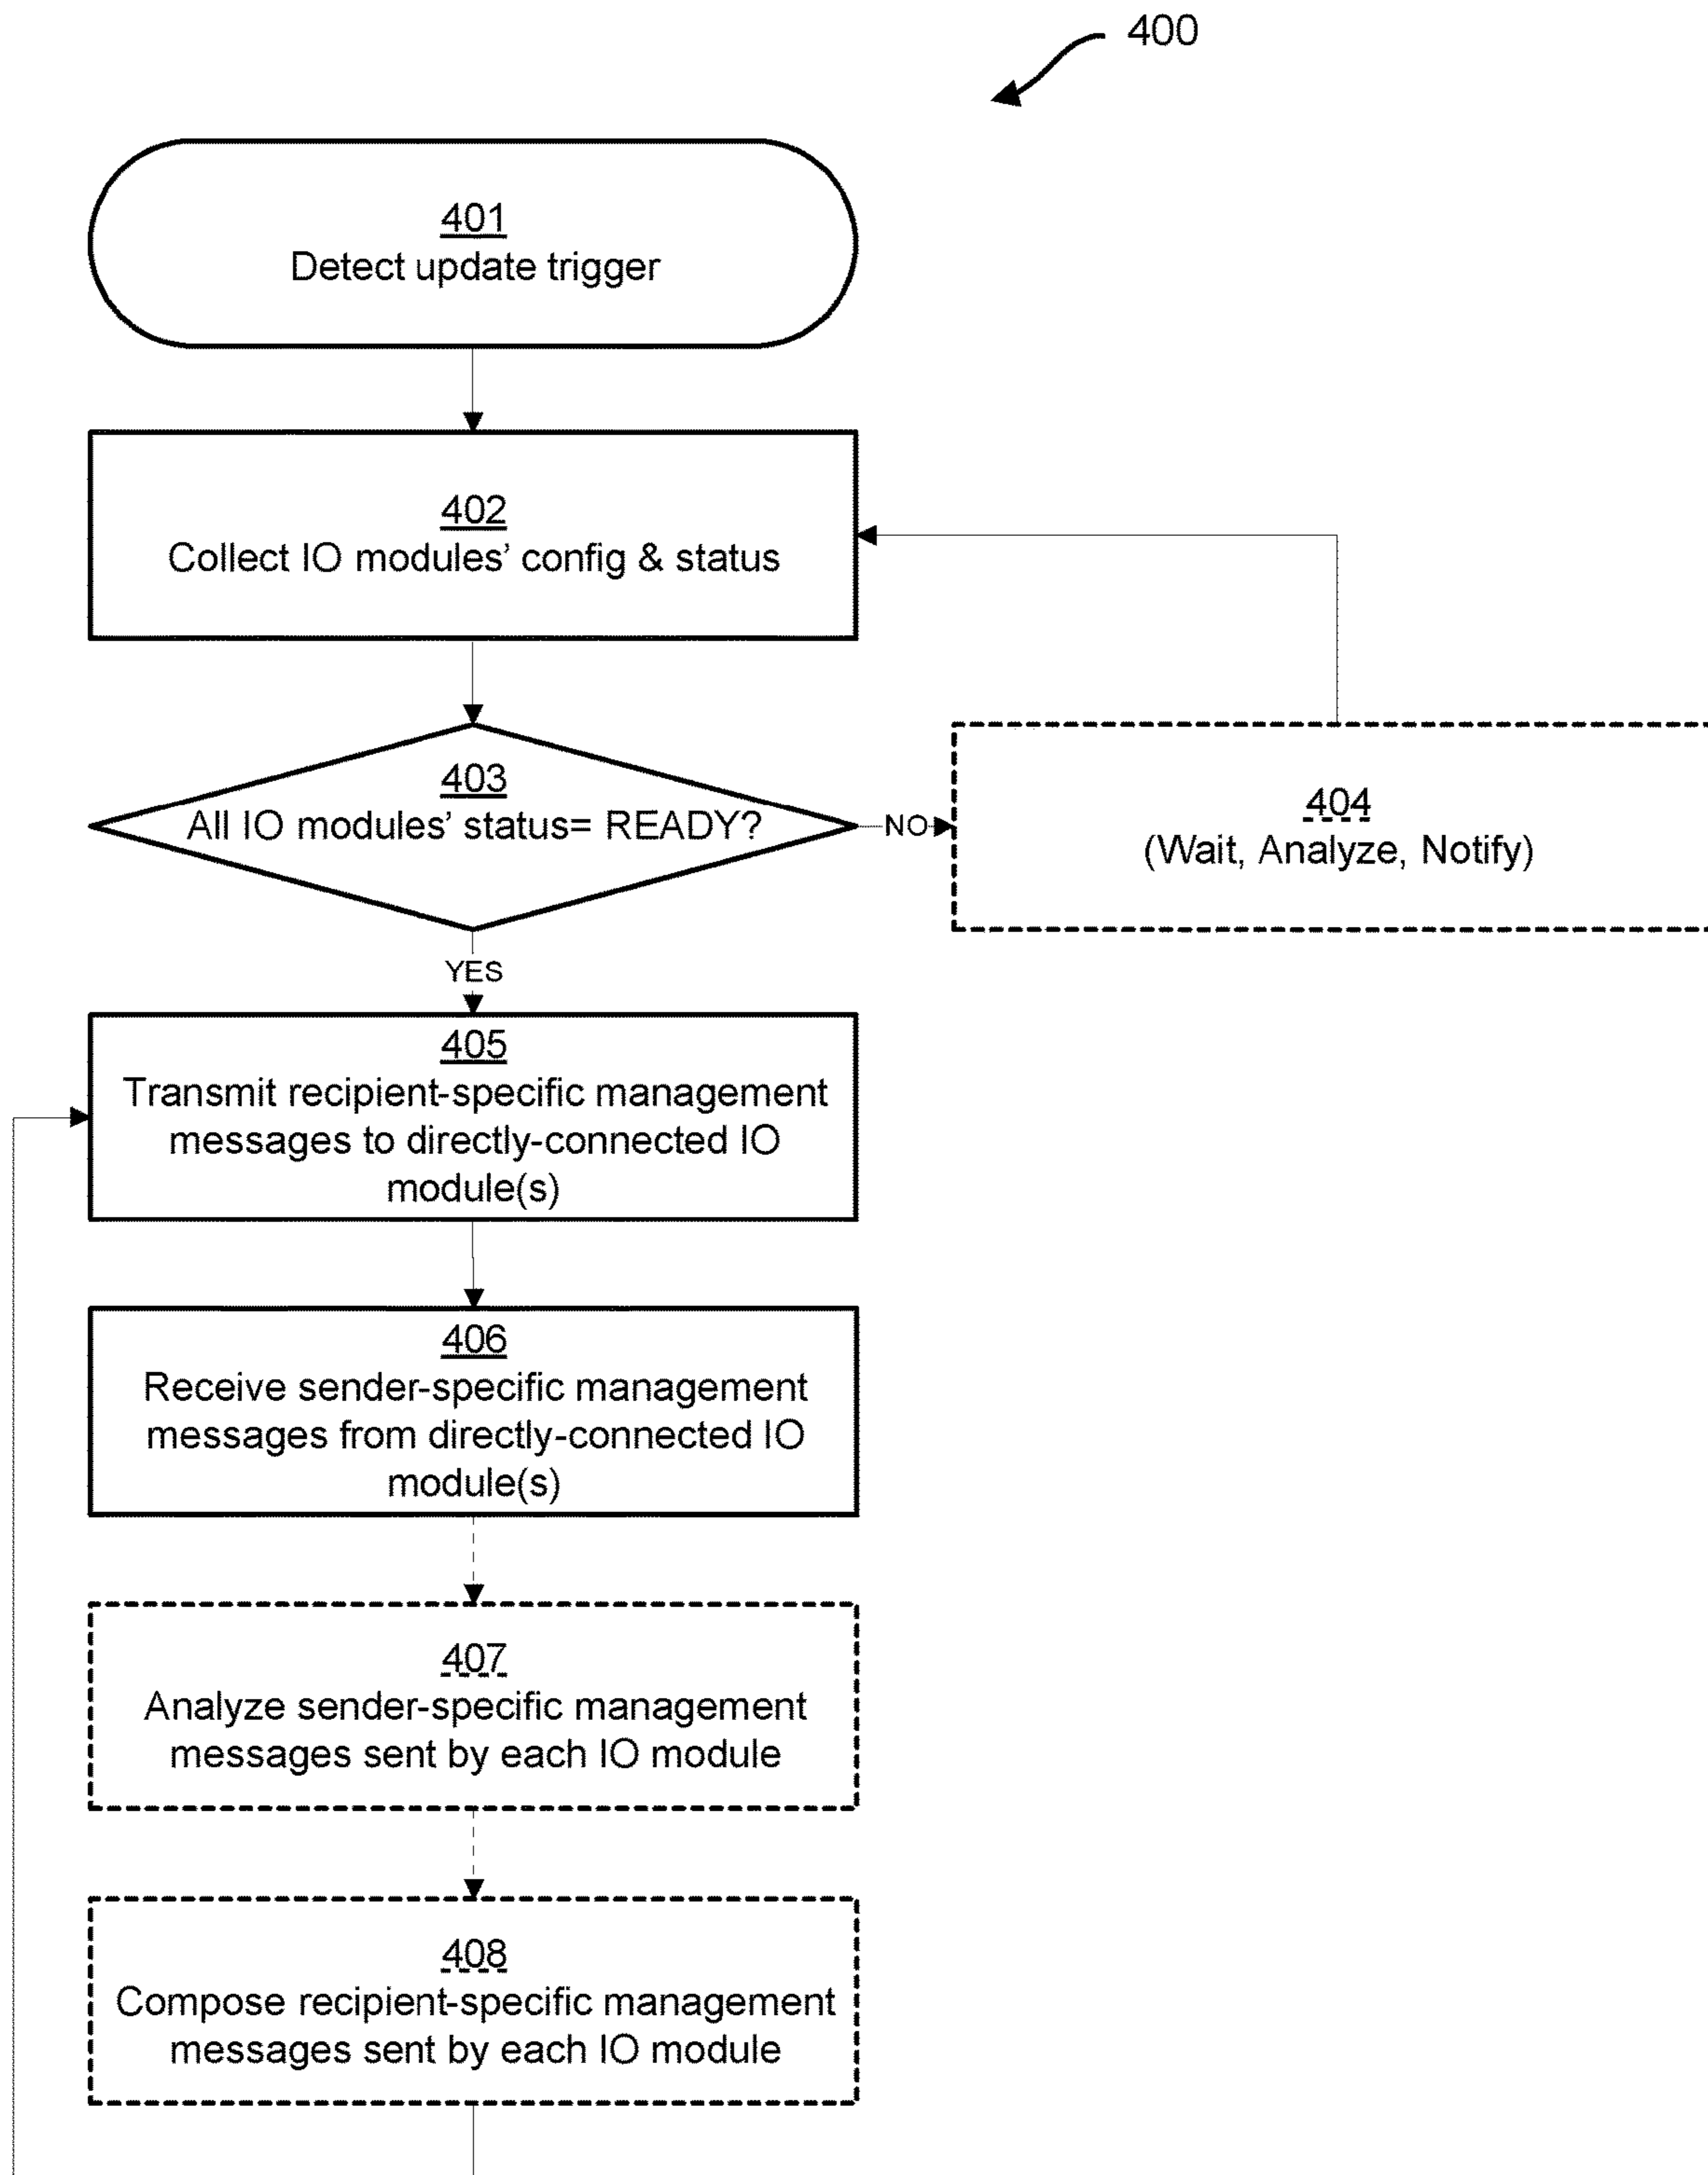 400
401
Detect update trigger
402
Collect IO modules’ config & status
403
All IO modules’ status= READY?
NO
404
(Wait, Analyze, Notify)
YES
405
Transmit recipient-specific management
messages to directly-connected IO
module(s)
406
Receive sender-specific management
messages from directly-connected IO
module(s)
407
Analyze sender-specific management
messages sent by each IO module
408
Compose recipient-specific management
messages sent by each IO module